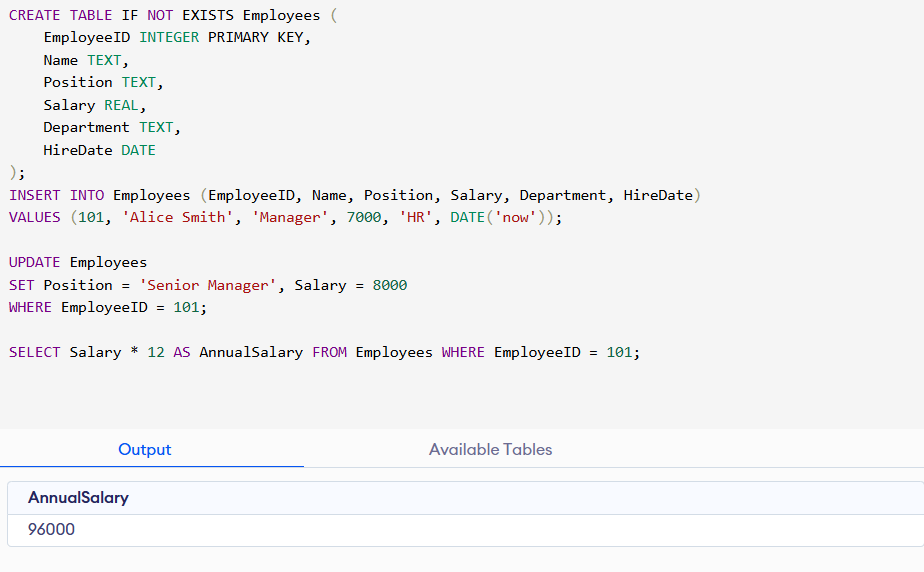 CREATE TABLE IF NOT EXISTS Employees (
    EmployeeID INTEGER PRIMARY KEY,
    Name TEXT,
    Position TEXT,
    Salary REAL,
    Department TEXT,
    HireDate DATE
);
INSERT INTO Employees (EmployeeID, Name, Position, Salary, Department, HireDate)
VALUES (101, 'Alice Smith', 'Manager', 7000, 'HR', DATE('now'));

UPDATE Employees
SET Position = 'Senior Manager', Salary = 8000
WHERE EmployeeID = 101;

SELECT Salary * 12 AS AnnualSalary FROM Employees WHERE EmployeeID = 101;

Output Available Tables
AnnualSalary
96000